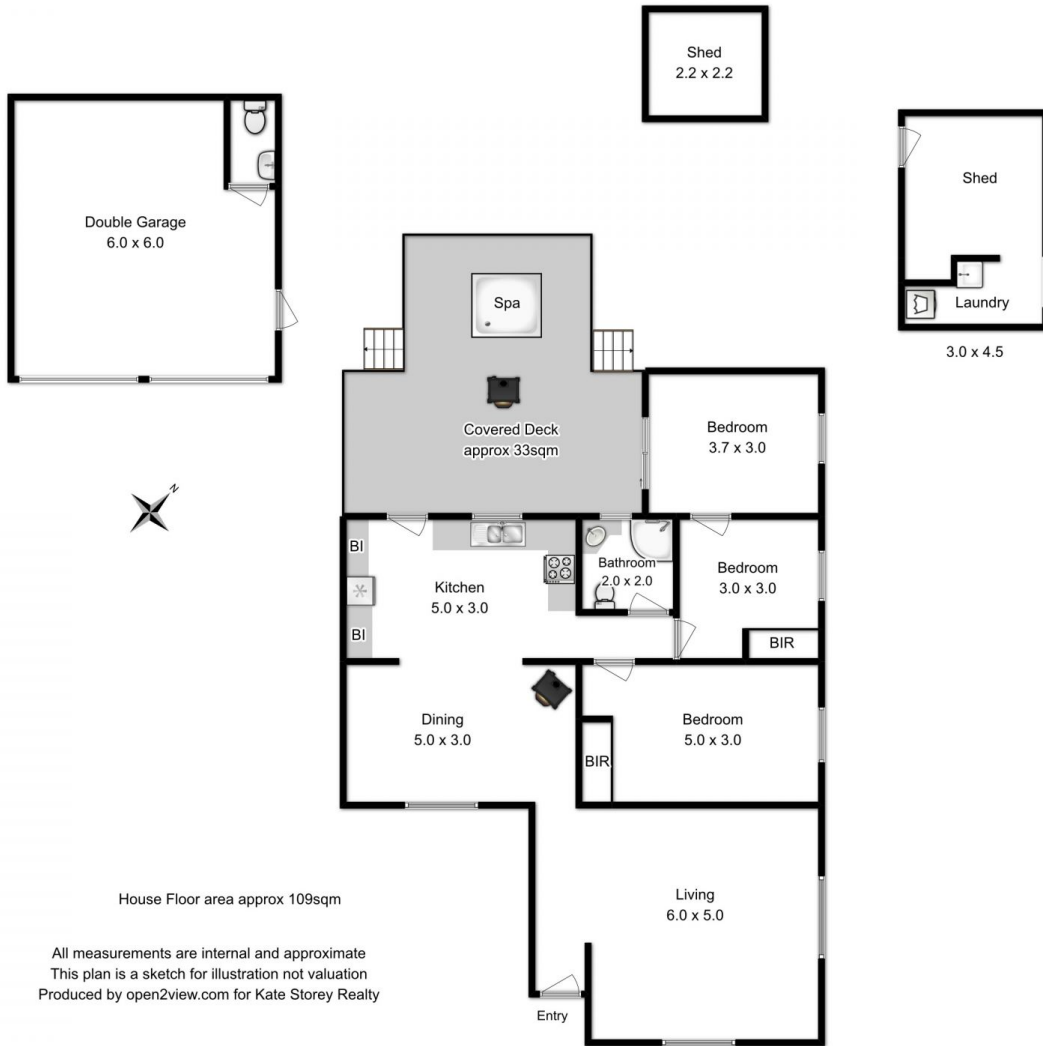 Shed
2.2 x 2.2
Double Garage
6.0 x 6.0
Shed
Laundry
3.0 x 4.5
Spa
Covered Deck
approx 33sqm
Bedroom
3.7 x 3.0
N
BI
Kitchen
5.0 x 3.0
BI
Bathroom
2.0 x 2.0
Bedroom
3.0 x 3.0
BIR
Dining
5.0 x 3.0
Bedroom
5.0 x 3.0
BIR
Living
6.0 x 5.0
Entry
House Floor area approx 109sqm
All measurements are internal and approximate
This plan is a sketch for illustration not valuation
Produced by open2view.com for Kate Storey Realty